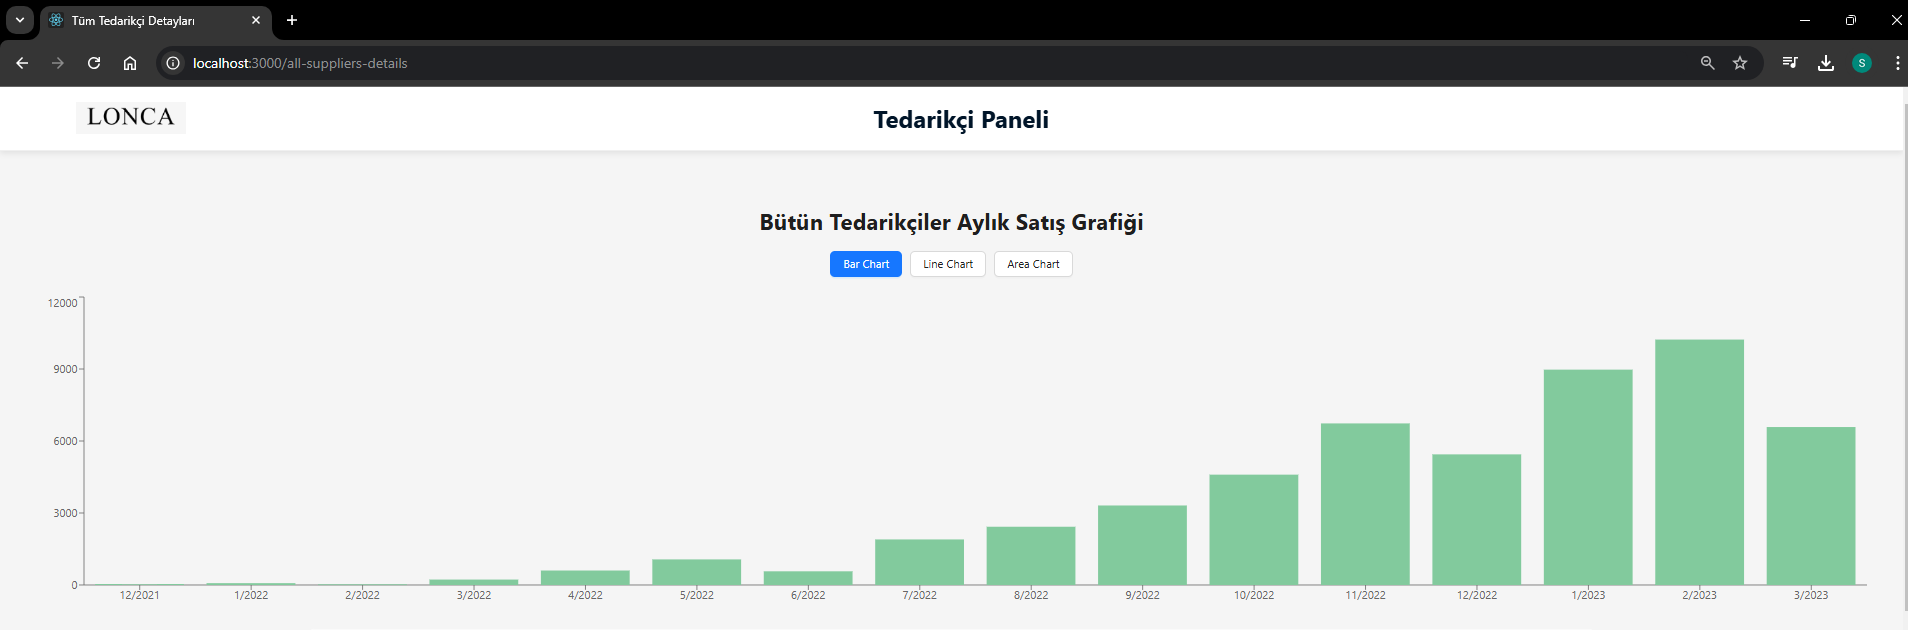 Tüm Tedarikçi Detayları
localhost:3000/all-suppliers-details
S
LONCA
Tedarikçi Paneli
Bütün Tedarikçiler Aylık Satış Grafiği
Bar Chart Line Chart Area Chart
12000
9000
6000
3000
0
12/2021 1/2022 2/2022 3/2022 4/2022 5/2022 6/2022 7/2022 8/2022 9/2022 10/2022 11/2022 12/2022 1/2023 2/2023 3/2023